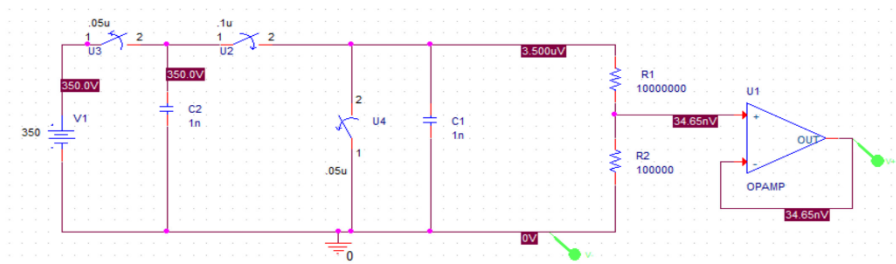 .05u
1 2
U3
.1u
1 2
U2
350.0V
350.0V
V1
350
C2
1n
2
U4
1
.05u
C1
1n
3.500uV
R1
10000000
34.65nV
R2
100000
U1
+
OUT
-
OPAMP
34.65nV
V+
0V
V-
0